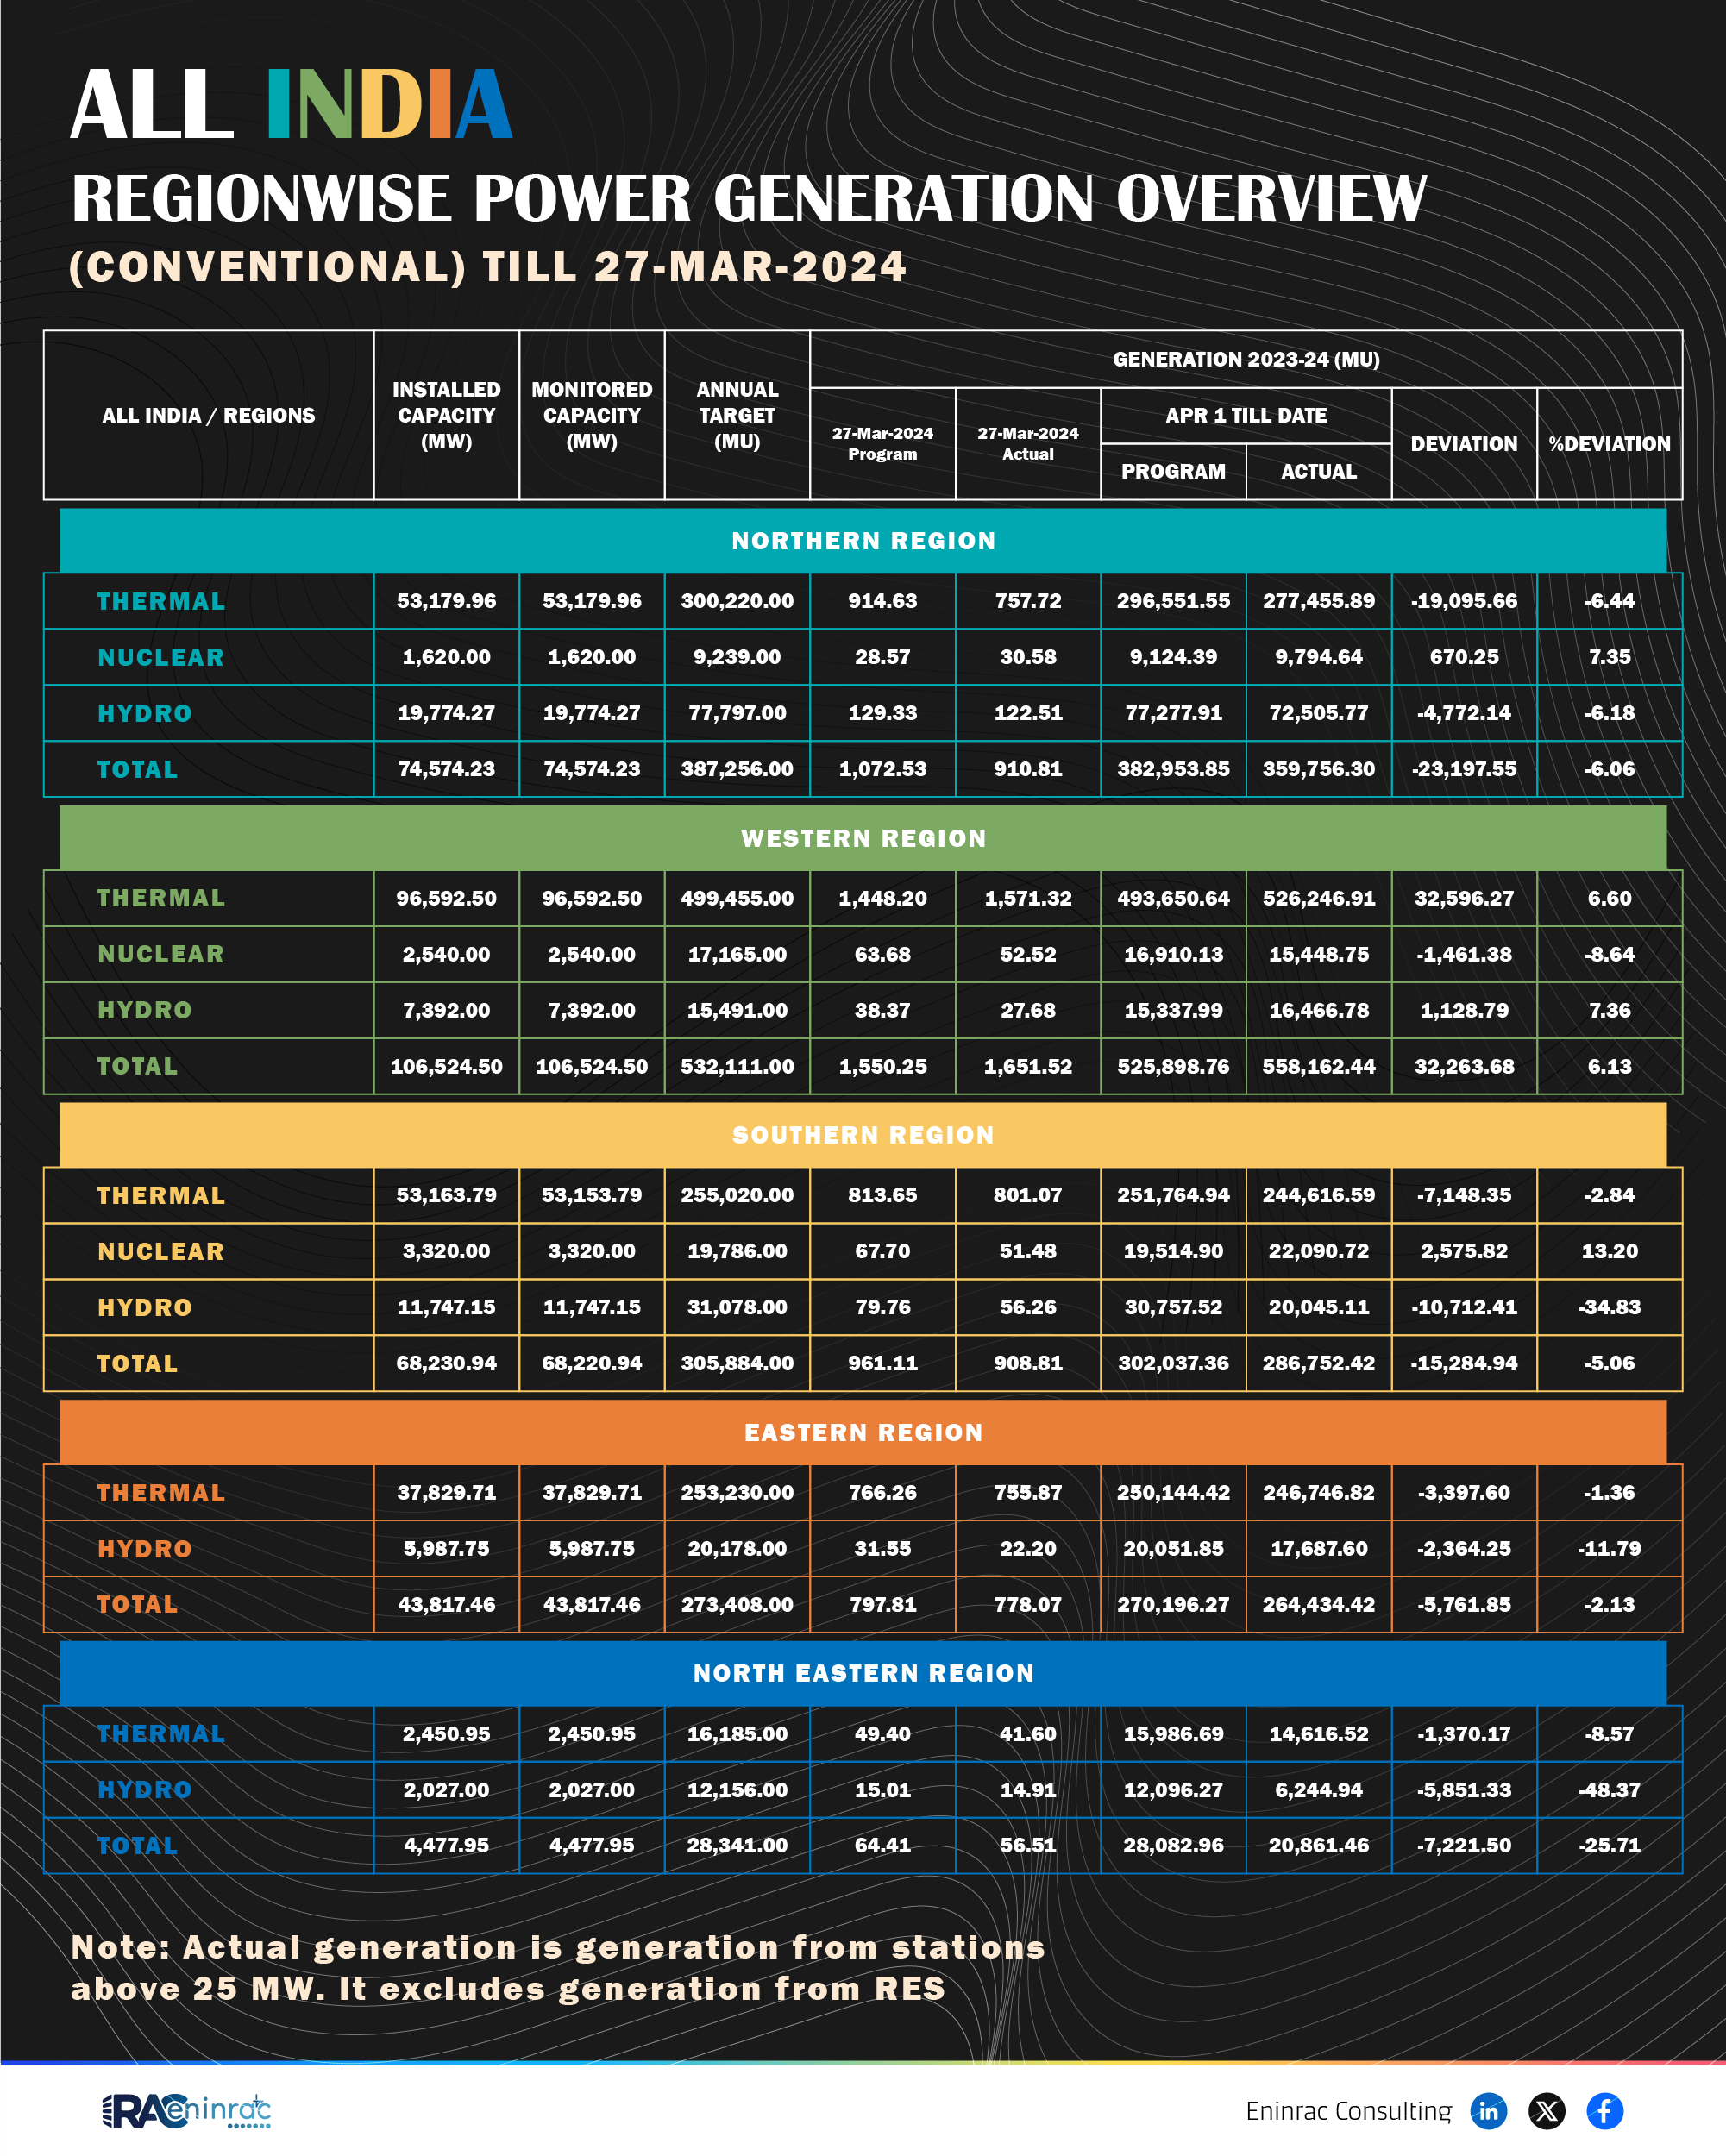 ALL INDIA
REGIONWISE POWER GENERATION OVERVIEW
(CONVENTIONAL) TILL 27-MAR-2024
ALL INDIA / REGIONS
INSTALLED
CAPACITY
(MW)
MONITORED
CAPACITY
(MW)
ANNUAL
TARGET
(MU)
GENERATION 2023-24 (MU)
27-Mar-2024
Program
27-Mar-2024
Actual
APR 1 TILL DATE
PROGRAM ACTUAL
DEVIATION
%DEVIATION
NORTHERN REGION
THERMAL 53,179.96 53,179.96 300,220.00 914.63 757.72 296,551.55 277,455.89 -19,095.66 -6.44
NUCLEAR 1,620.00 1,620.00 9,239.00 28.57 30.58 9,124.39 9,794.64 670.25 7.35
HYDRO 19,774.27 19,774.27 77,797.00 129.33 122.51 77,277.91 72,505.77 -4,772.14 -6.18
TOTAL 74,574.23 74,574.23 387,256.00 1,072.53 910.81 382,953.85 359,756.30 -23,197.55 -6.06
WESTERN REGION
THERMAL 96,592.50 96,592.50 499,455.00 1,448.20 1,571.32 493,650.64 526,246.91 32,596.27 6.60
NUCLEAR 2,540.00 2,540.00 17,165.00 63.68 52.52 16,910.13 15,448.75 -1,461.38 -8.64
HYDRO 7,392.00 7,392.00 15,491.00 38.37 27.68 15,337.99 16,466.78 1,128.79 7.36
TOTAL 106,524.50 106,524.50 532,111.00 1,550.25 1,651.52 525,898.76 558,162.44 32,263.68 6.13
SOUTHERN REGION
THERMAL 53,163.79 53,153.79 255,020.00 813.65 801.07 251,764.94 244,616.59 -7,148.35 -2.84
NUCLEAR 3,320.00 3,320.00 19,786.00 67.70 51.48 19,514.90 22,090.72 2,575.82 13.20
HYDRO 11,747.15 11,747.15 31,078.00 79.76 56.26 30,757.52 20,045.11 -10,712.41 -34.83
TOTAL 68,230.94 68,220.94 305,884.00 961.11 908.81 302,037.36 286,752.42 -15,284.94 -5.06
EASTERN REGION
THERMAL 37,829.71 37,829.71 253,230.00 766.26 755.87 250,144.42 246,746.82 -3,397.60 -1.36
HYDRO 5,987.75 5,987.75 20,178.00 31.55 22.20 20,051.85 17,687.60 -2,364.25 -11.79
TOTAL 43,817.46 43,817.46 273,408.00 797.81 778.07 270,196.27 264,434.42 -5,761.85 -2.13
NORTH EASTERN REGION
THERMAL 2,450.95 2,450.95 16,185.00 49.40 41.60 15,986.69 14,616.52 -1,370.17 -8.57
HYDRO 2,027.00 2,027.00 12,156.00 15.01 14.91 12,096.27 6,244.94 -5,851.33 -48.37
TOTAL 4,477.95 4,477.95 28,341.00 64.41 56.51 28,082.96 20,861.46 -7,221.50 -25.71
Note: Actual generation is generation from stations
above 25 MW. It excludes generation from RES
IRAC eninrac Eninrac Consulting in X f